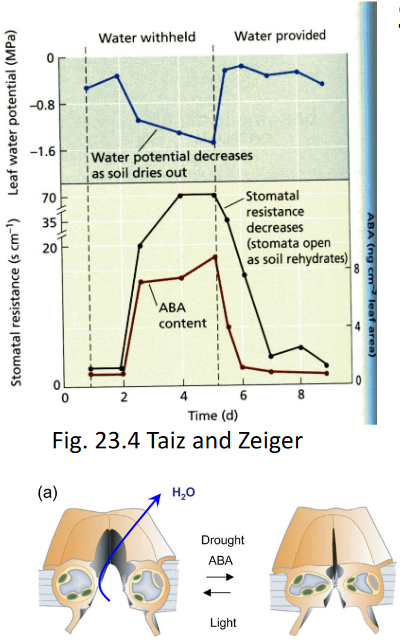 Water withheld
Water provided
Leaf water potential (MPa)
0
–0.8
–1.6
Water potential decreases
as soil dries out
Stomatal resistance (s cm⁻¹)
70
35
20
0
Stomatal
resistance
decreases
(stomata open
as soil rehydrates)
ABA
content
ABA (ng cm⁻² leaf area)
8
4
0
0
2
4
6
8
Time (d)
Fig. 23.4 Taiz and Zeiger
(a)
H₂O
Drought
ABA
Light